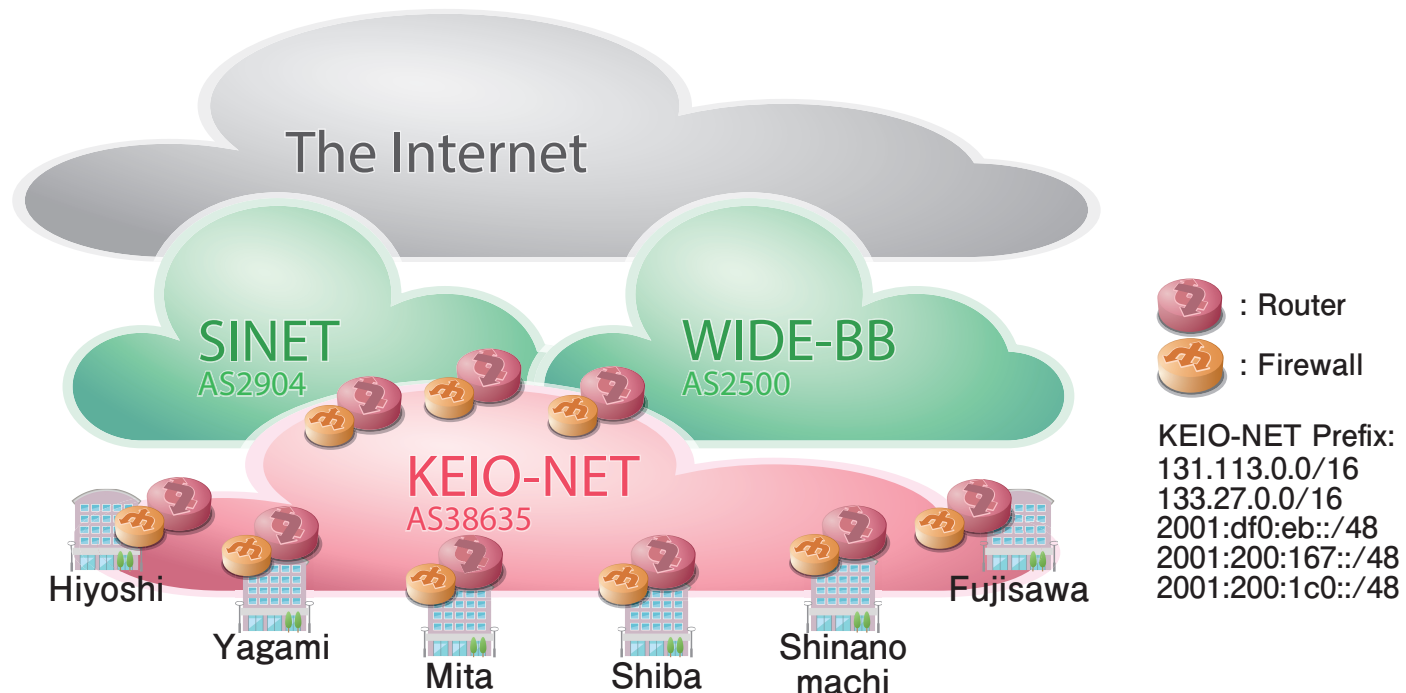 The Internet
SINET
AS2904
WIDE-BB
AS2500
KEIO-NET
AS38635
Hiyoshi
Yagami
Mita
Shiba
Shinano
machi
Fujisawa
: Router
: Firewall
KEIO-NET Prefix:
131.113.0.0/16
133.27.0.0/16
2001:df0:eb::/48
2001:200:167::/48
2001:200:1c0::/48